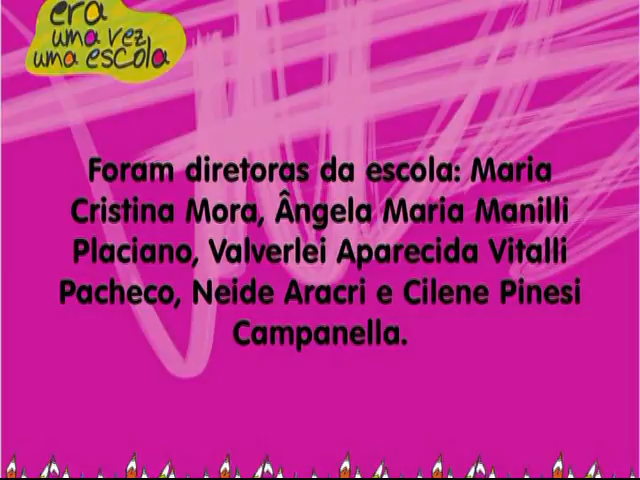 era
uma vez
uma escola
Foram diretoras da escola: Maria
Cristina Mora, Ângela Maria Manilli
Placiano, Valverlei Aparecida Vitalli
Pacheco, Neide Aracri e Cilene Pinesi
Campanella.